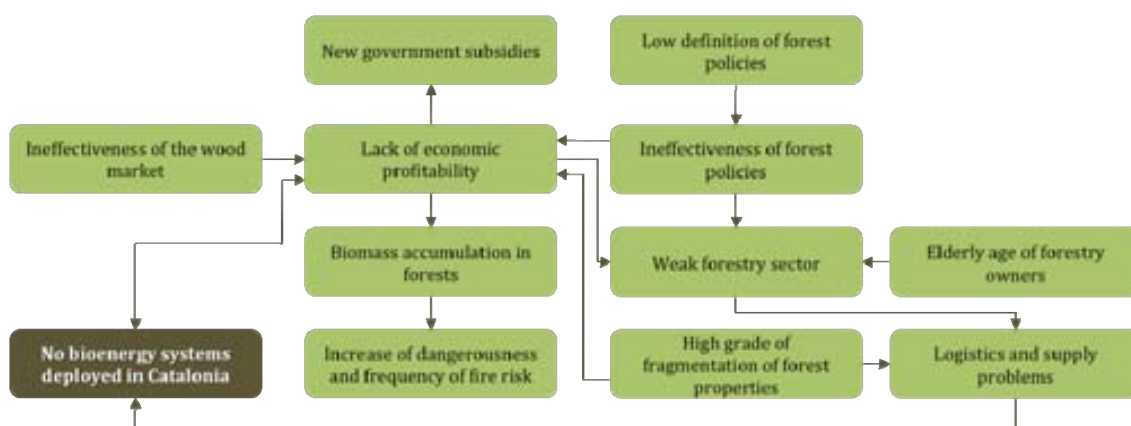 New government subsidies
Low definition of forest
policies
Ineffectiveness of the wood
market
Lack of economic
profitability
Ineffectiveness of forest
policies
Biomass accumulation in
forests
Weak forestry sector
Elderly age of forestry
owners
No bioenergy systems
deployed in Catalonia
Increase of dangerousness
and frequency of fire risk
High grade of
fragmentation of forest
properties
Logistics and supply
problems